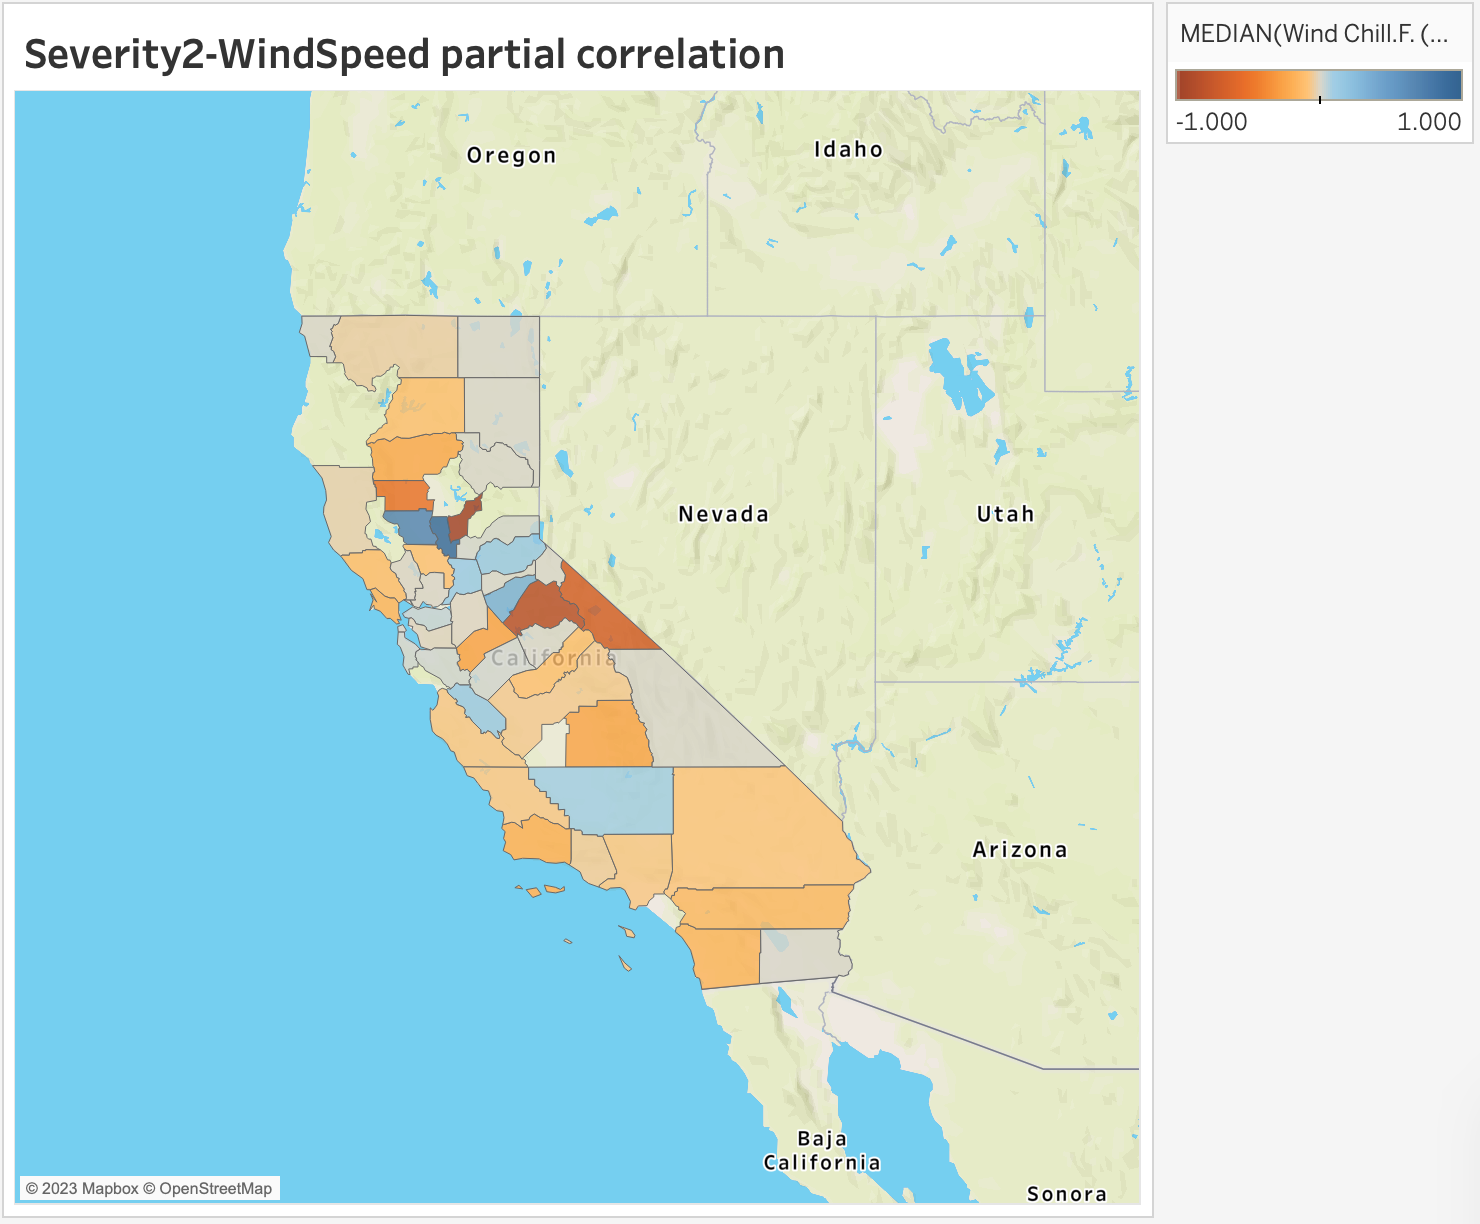 Severity2-WindSpeed partial correlation
MEDIAN(Wind Chill.F. (...
-1.000
1.000
Oregon
Idaho
Nevada
Utah
California
Arizona
Baja
California
Sonora
© 2023 Mapbox © OpenStreetMap